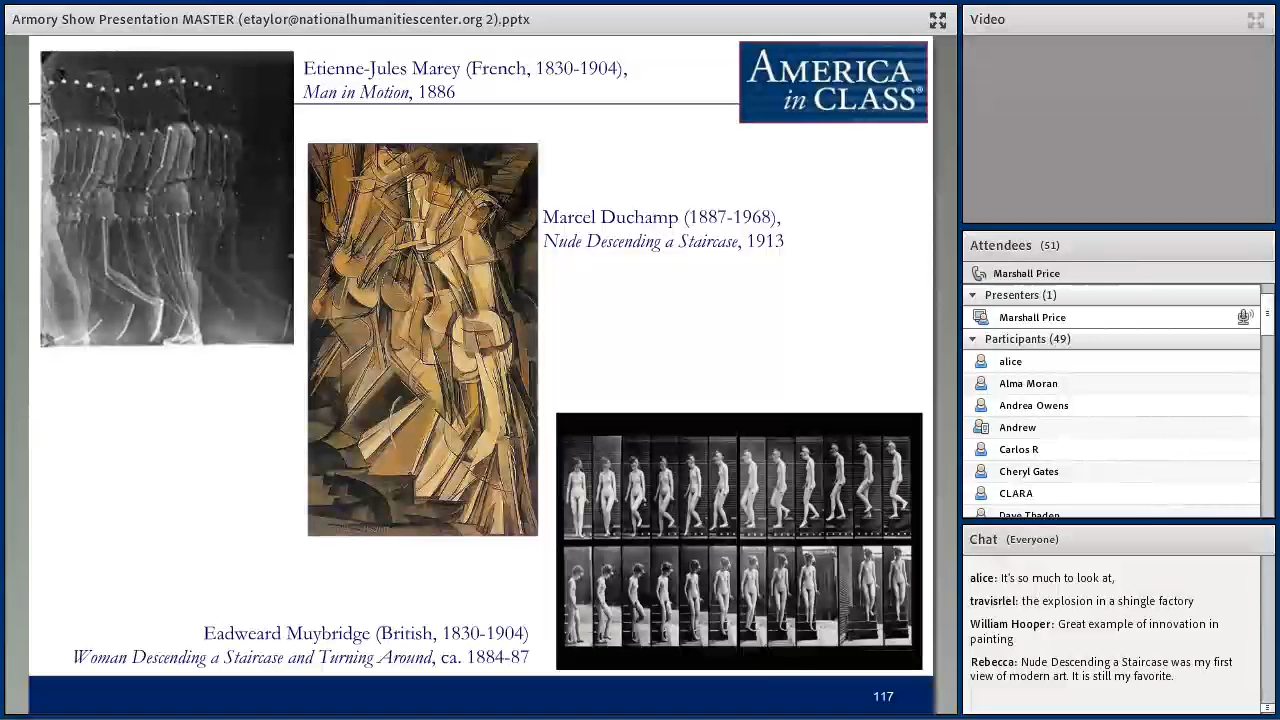 Armory Show Presentation MASTER (etaylor@nationalhumanitiescenter.org 2).pptx
Etienne-Jules Marey (French, 1830-1904),
Man in Motion, 1886
AMERICA
in CLASS®
Marcel Duchamp (1887-1968),
Nude Descending a Staircase, 1913
Eadweard Muybridge (British, 1830-1904)
Woman Descending a Staircase and Turning Around, ca. 1884-87
117
Video
Attendees (51)
Marshall Price
Presenters (1)
Marshall Price
Participants (49)
alice
Alma Moran
Andrea Owens
Andrew
Carlos R
Cheryl Gates
CLARA
Dave Thaden
Chat (Everyone)
alice: It's so much to look at,
travisrlel: the explosion in a shingle factory
William Hooper: Great example of innovation in
painting
Rebecca: Nude Descending a Staircase was my first
view of modern art. It is still my favorite.